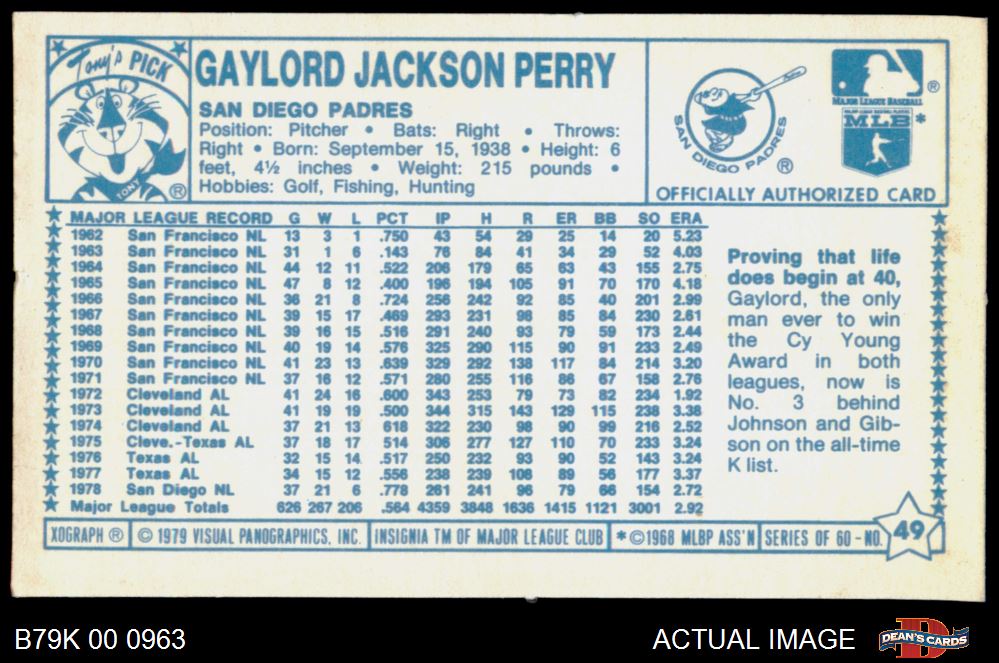 Tony's PICK
TONY
®
GAYLORD JACKSON PERRY
SAN DIEGO PADRES
Position: Pitcher • Bats: Right • Throws:
Right • Born: September 15, 1938 • Height: 6
feet, 4½ inches • Weight: 215 pounds •
Hobbies: Golf, Fishing, Hunting
SAN DIEGO PADRES ®
® MAJOR LEAGUE BASEBALL
MAJOR LEAGUE BASEBALL PLAYERS
MLB *
OFFICIALLY AUTHORIZED CARD
MAJOR LEAGUE RECORD G W L PCT IP H R ER BB SO ERA
1962 San Francisco NL 13 3 1 .750 43 54 29 25 14 20 5.23
1963 San Francisco NL 31 1 6 .143 76 84 41 34 29 52 4.03
1964 San Francisco NL 44 12 11 .522 206 179 65 63 43 155 2.75
1965 San Francisco NL 47 8 12 .400 196 194 105 91 70 170 4.18
1966 San Francisco NL 36 21 8 .724 256 242 92 85 40 201 2.99
1967 San Francisco NL 39 15 17 .469 293 231 98 85 84 230 2.61
1968 San Francisco NL 39 16 15 .516 291 240 93 79 59 173 2.44
1969 San Francisco NL 40 19 14 .576 325 290 115 90 91 233 2.49
1970 San Francisco NL 41 23 13 .639 329 292 138 117 84 214 3.20
1971 San Francisco NL 37 16 12 .571 280 255 116 86 67 158 2.76
1972 Cleveland AL 41 24 16 .600 343 253 79 73 82 234 1.92
1973 Cleveland AL 41 19 19 .500 344 315 143 129 115 238 3.38
1974 Cleveland AL 37 21 13 618 322 230 98 90 99 216 2.52
1975 Cleve.-Texas AL 37 18 17 514 306 277 127 110 70 233 3.24
1976 Texas AL 32 15 14 .517 250 232 93 90 52 143 3.24
1977 Texas AL 34 15 12 .556 238 239 108 89 56 177 3.37
1978 San Diego NL 37 21 6 .778 261 241 96 79 66 154 2.72
Major League Totals 626 267 206 .564 4359 3848 1636 1415 1121 3001 2.92
Proving that life
does begin at 40,
Gaylord, the only
man ever to win
the Cy Young
Award in both
leagues, now is
No. 3 behind
Johnson and Gib-
son on the all-time
K list.
XOGRAPH ® © 1979 VISUAL PANOGRAPHICS, INC. INSIGNIA TM OF MAJOR LEAGUE CLUB * ©1968 MLBP ASS'N SERIES OF 60 - NO. 49
B79K 00 0963 ACTUAL IMAGE DEAN'S CARDS